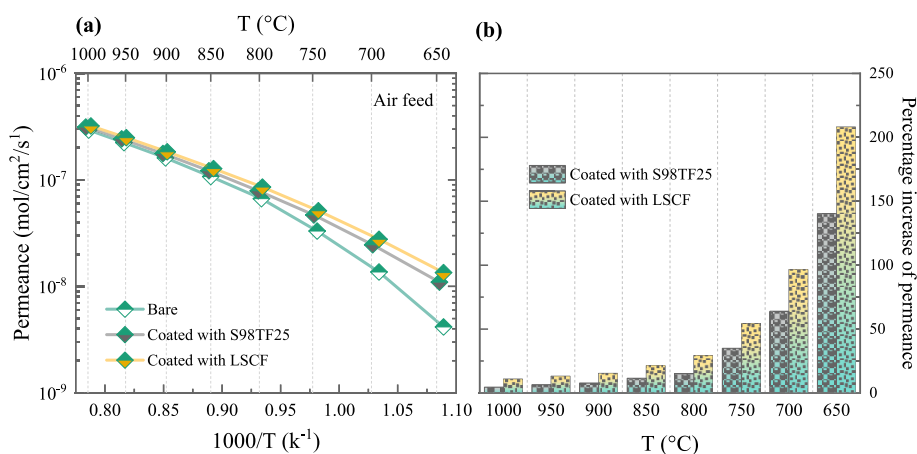 (a)
T (°C)
1000 950 900 850 800 750 700 650
10⁻⁶
10⁻⁷
10⁻⁸
10⁻⁹
Permeance (mol/cm²/s¹)
Air feed
Bare
Coated with S98TF25
Coated with LSCF
0.80 0.85 0.90 0.95 1.00 1.05 1.10
1000/T (k⁻¹)
(b)
Coated with S98TF25
Coated with LSCF
250
200
150
100
50
0
Percentage increase of permeance
1000 950 900 850 800 750 700 650
T (°C)